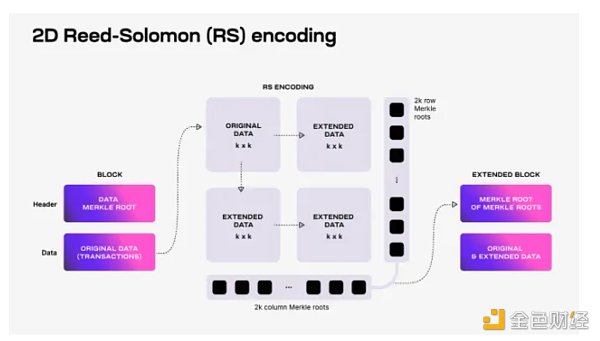 2D Reed-Solomon (RS) encoding
RS ENCODING
ORIGINAL
DATA
k x k
EXTENDED
DATA
k x k
2k row
Merkle
roots
BLOCK
Header
DATA
MERKLE ROOT
Data
ORIGINAL DATA
(TRANSACTIONS)
EXTENDED
DATA
k x k
EXTENDED
DATA
k x k
...
EXTENDED BLOCK
MERKLE ROOT
OF MERKLE ROOTS
ORIGINAL
& EXTENDED DATA
...
2k column Merkle roots
金色财经